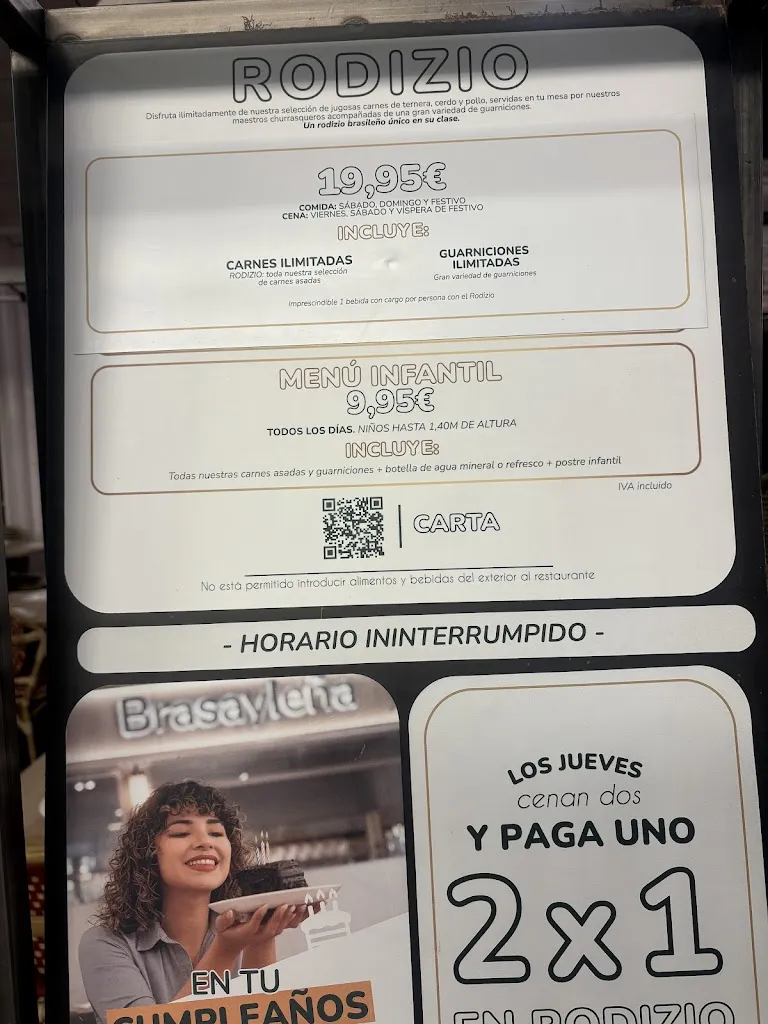 RODIZIO
Disfruta ilimitadamente de nuestra selección de jugosas carnes de ternera, cerdo y pollo, servidas en tu mesa por nuestros
maestros churrasqueros acompañadas de una gran variedad de guarniciones.
Un rodizio brasileño único en su clase.
19,95€
COMIDA: SÁBADO, DOMINGO Y FESTIVO
CENA: VIERNES, SÁBADO Y VÍSPERA DE FESTIVO
INCLUYE:
CARNES ILIMITADAS
RODIZIO: toda nuestra selección
de carnes asadas
GUARNICIONES
ILIMITADAS
Gran variedad de guarniciones
Imprescindible 1 bebida con cargo por persona con el Rodizio
MENÚ INFANTIL
9,95€
TODOS LOS DÍAS. NIÑOS HASTA 1,40M DE ALTURA
INCLUYE:
Todas nuestras carnes asadas y guarniciones + botella de agua mineral o refresco + postre infantil
IVA incluido
CARTA
No está permitido introducir alimentos y bebidas del exterior al restaurante
- HORARIO ININTERRUMPIDO -
Brasayleña
EN TU
CUMPLEAÑOS
LOS JUEVES
cenan dos
Y PAGA UNO
2x1
EN RODIZIO